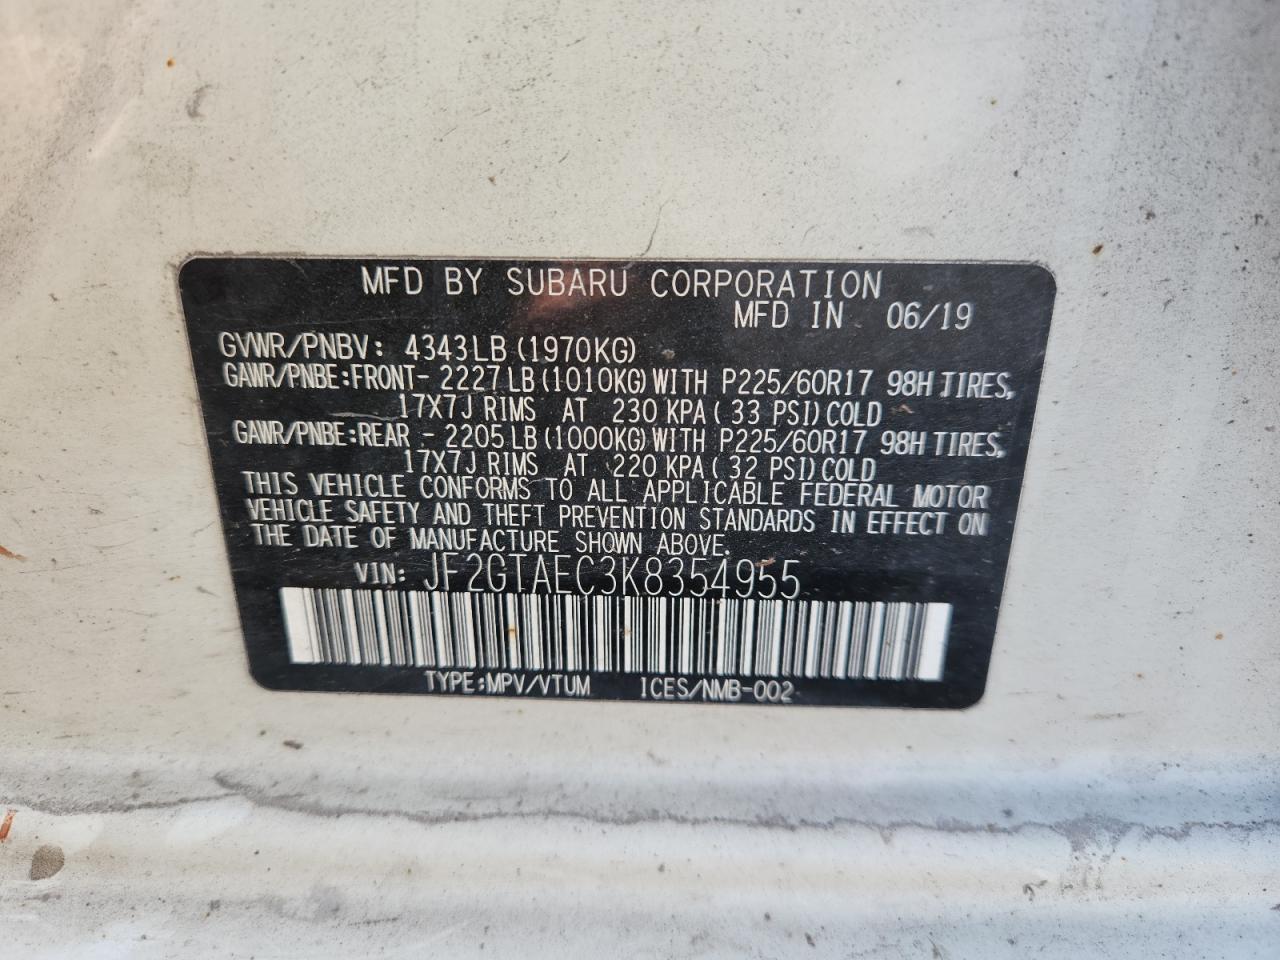 MFD BY SUBARU CORPORATION
MFD IN 06/19
GVWR/PNBV: 4343LB (1970KG)
GAWR/PNBE:FRONT- 2227LB (1010KG) WITH P225/60R17 98H TIRES,
17X7J RIMS AT 230 KPA( 33 PSI) COLD
GAWR/PNBE:REAR - 2205LB (1000KG) WITH P225/60R17 98H TIRES,
17X7J RIMS AT 220 KPA( 32 PSI) COLD
THIS VEHICLE CONFORMS TO ALL APPLICABLE FEDERAL MOTOR
VEHICLE SAFETY AND THEFT PREVENTION STANDARDS IN EFFECT ON
THE DATE OF MANUFACTURE SHOWN ABOVE.
VIN: JF2GTAEC3K8354955
TYPE:MPV/VTUM ICES/NMB-002